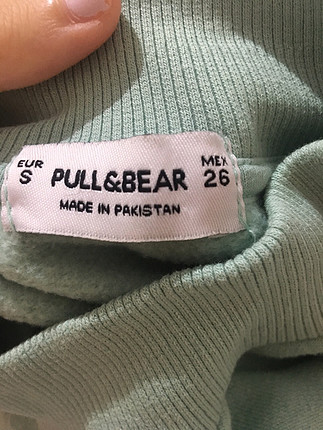 EUR S PULL&BEAR MEX 26
MADE IN PAKISTAN